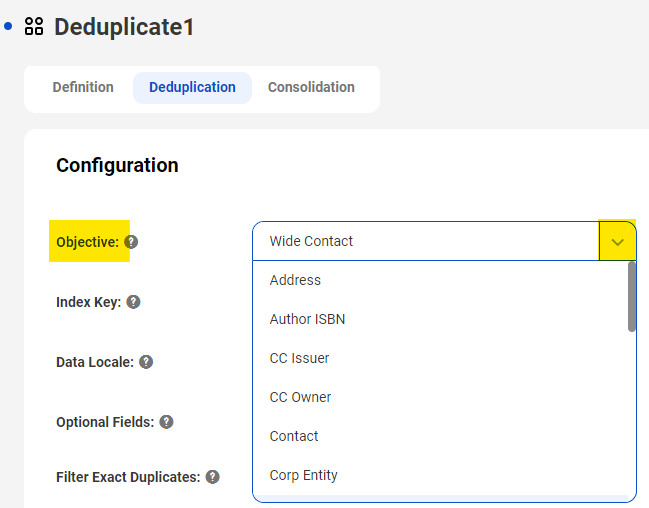 Deduplicate1
Definition Deduplication Consolidation
Configuration
Objective: ?
Wide Contact
Address
Author ISBN
Index Key: ?
CC Issuer
Data Locale: ?
CC Owner
Optional Fields: ?
Contact
Filter Exact Duplicates: ?
Corp Entity